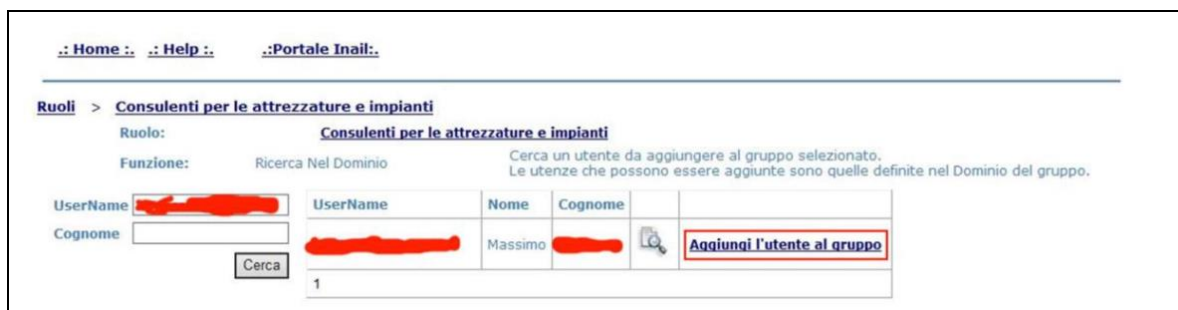 .: Home :. .: Help :. .:Portale Inail:.
Ruoli > Consulenti per le attrezzature e impianti
Ruolo: Consulenti per le attrezzature e impianti
Funzione: Ricerca Nel Dominio Cerca un utente da aggiungere al gruppo selezionato.
Le utenze che possono essere aggiunte sono quelle definite nel Dominio del gruppo.
UserName UserName Nome Cognome
Cognome Massimo Aggiungi l'utente al gruppo
Cerca
1